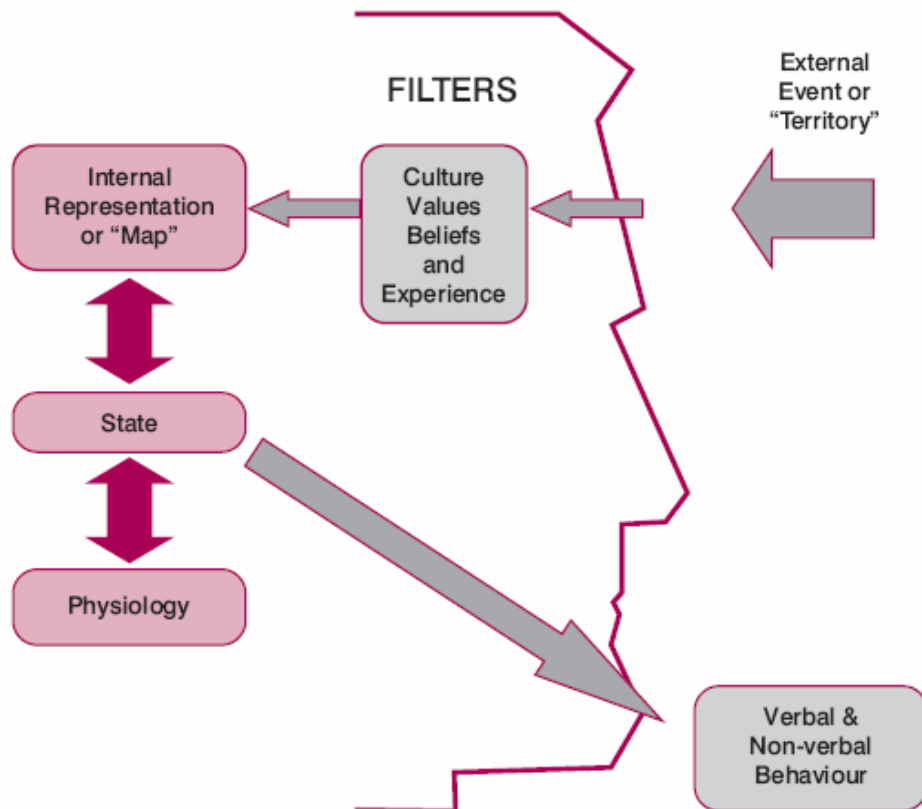 FILTERS
External
Event or
“Territory”
Internal
Representation
or “Map”
Culture
Values
Beliefs
and
Experience
State
Physiology
Verbal &
Non-verbal
Behaviour